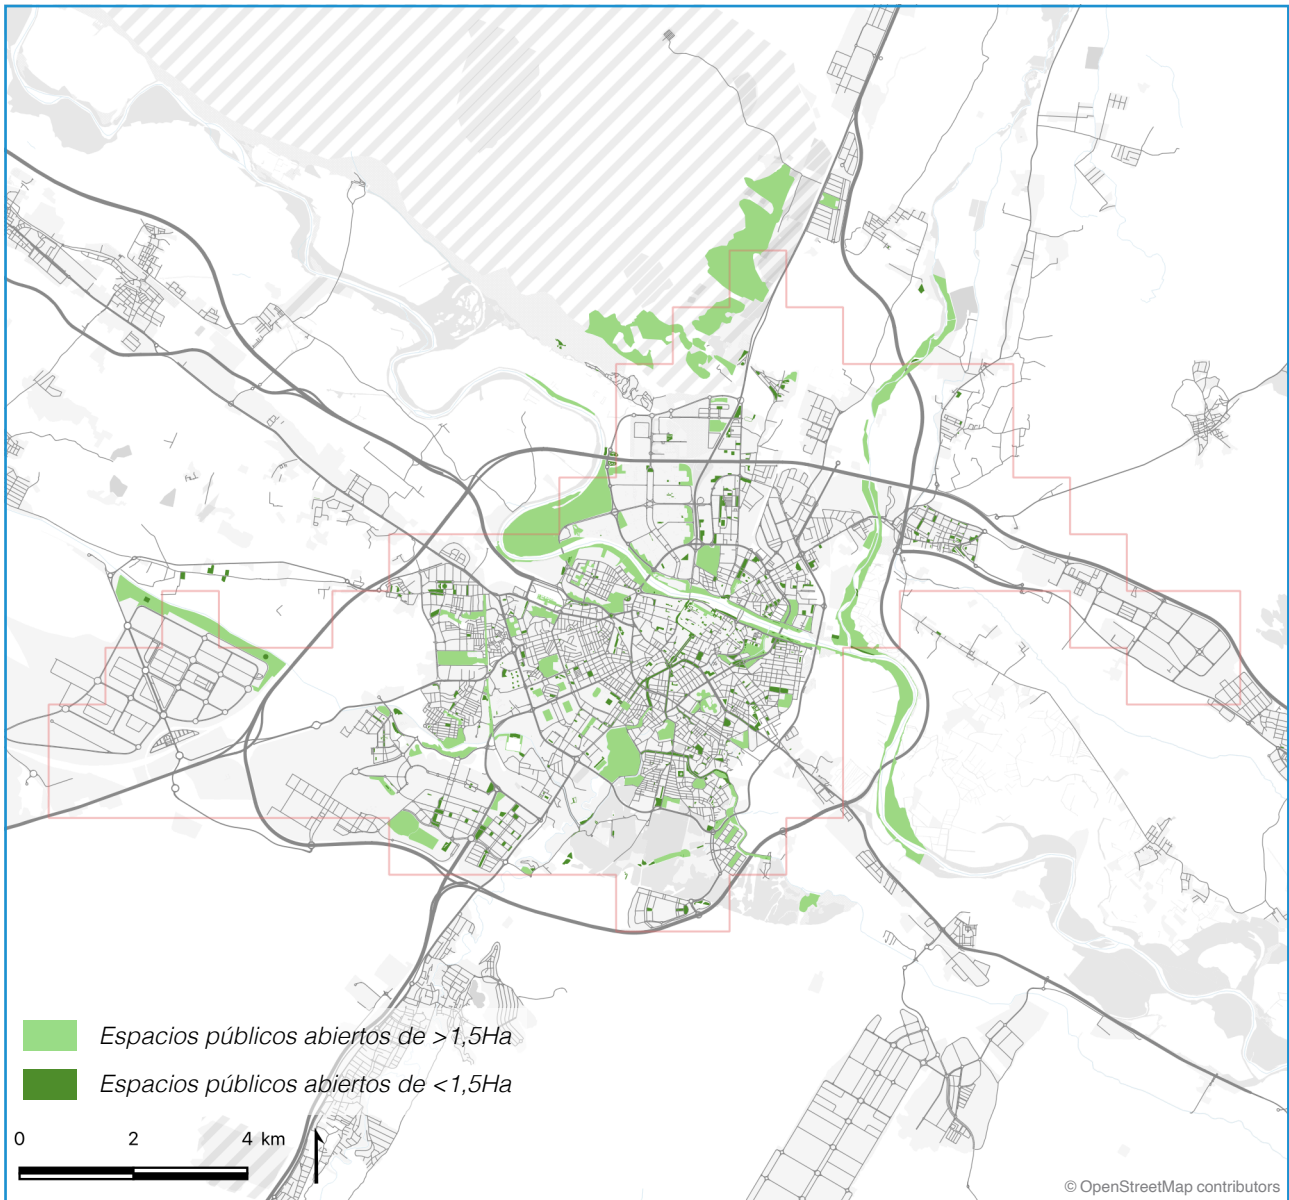 Espacios públicos abiertos de >1,5Ha
Espacios públicos abiertos de <1,5Ha
0 2 4 km
© OpenStreetMap contributors